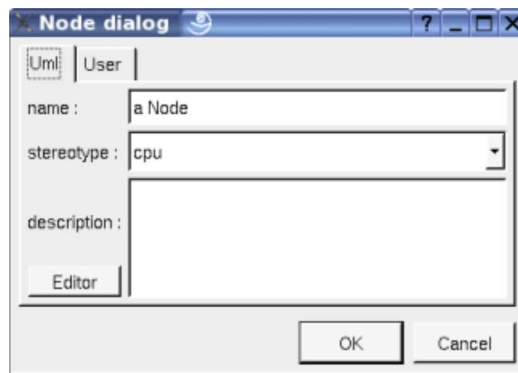 Node dialog
Uml User
name : a Node
stereotype : cpu
description :
Editor
OK Cancel